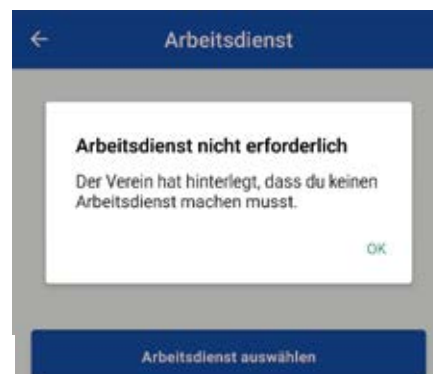 Arbeitsdienst
Arbeitsdienst nicht erforderlich
Der Verein hat hinterlegt, dass du keinen
Arbeitsdienst machen musst.
OK
Arbeitsdienst auswählen